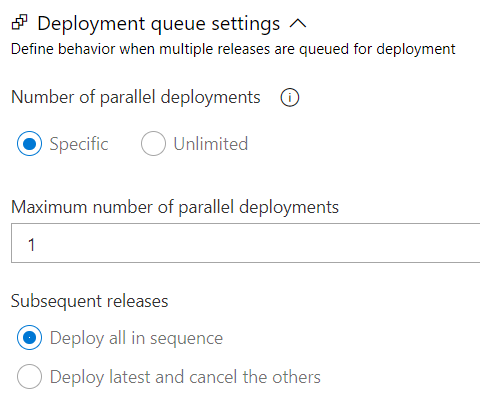 Deployment queue settings
Define behavior when multiple releases are queued for deployment
Number of parallel deployments
Specific Unlimited
Maximum number of parallel deployments
1
Subsequent releases
Deploy all in sequence
Deploy latest and cancel the others